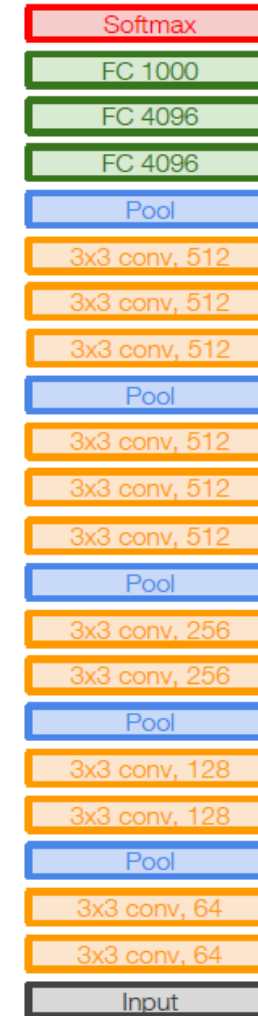 Softmax
FC 1000
FC 4096
FC 4096
Pool
3x3 conv, 512
3x3 conv, 512
3x3 conv, 512
Pool
3x3 conv, 512
3x3 conv, 512
3x3 conv, 512
Pool
3x3 conv, 256
3x3 conv, 256
Pool
3x3 conv, 128
3x3 conv, 128
Pool
3x3 conv, 64
3x3 conv, 64
Input